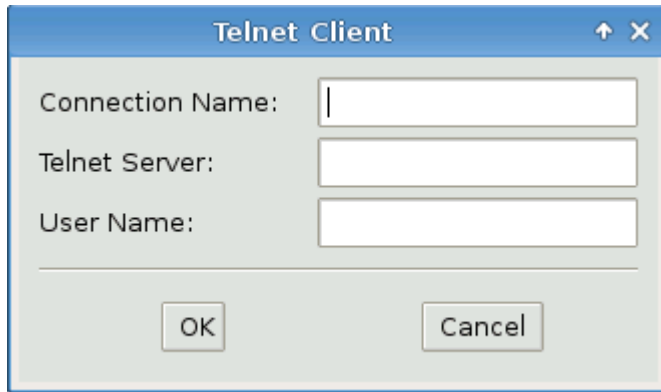 Telnet Client
Connection Name:
Telnet Server:
User Name:
OK Cancel